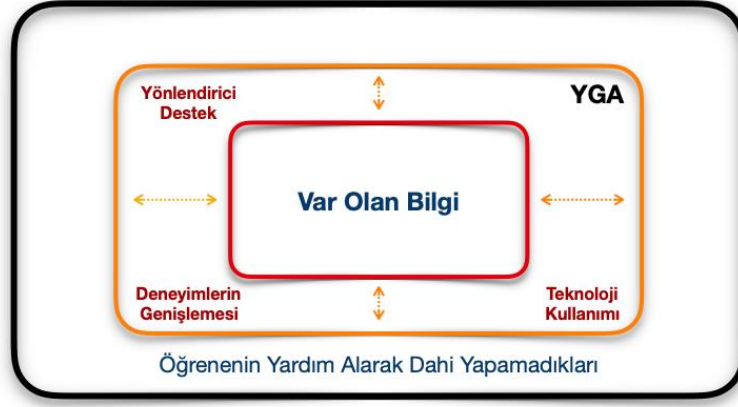 Yönlendirici
Destek
YGA
Var Olan Bilgi
Deneyimlerin
Genişlemesi
Teknoloji
Kullanımı
Öğrenenin Yardım Alarak Dahi Yapamadıkları